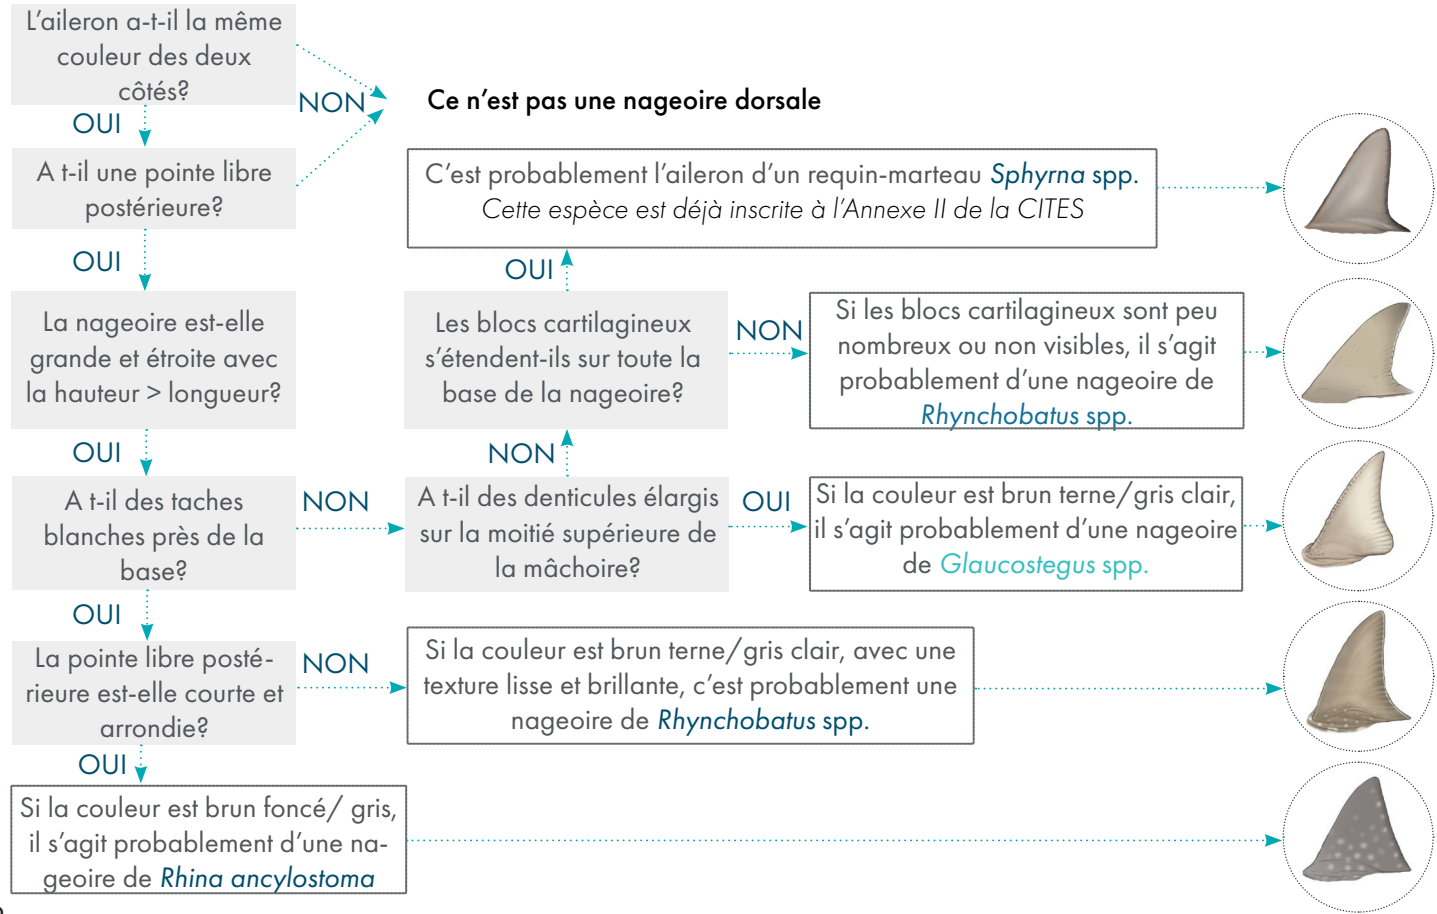 L’aileron a-t-il la même
couleur des deux
côtés?
NON
Ce n’est pas une nageoire dorsale
OUI
A t-il une pointe libre
postérieure?
C’est probablement l’aileron d’un requin-marteau Sphyrna spp.
Cette espèce est déjà inscrite à l’Annexe II de la CITES
OUI
OUI
La nageoire est-elle
grande et étroite avec
la hauteur > longueur?
Les blocs cartilagineux
s’étendent-ils sur toute la
base de la nageoire?
NON
Si les blocs cartilagineux sont peu
nombreux ou non visibles, il s’agit
probablement d’une nageoire de
Rhynchobatus spp.
OUI
NON
A t-il des taches
blanches près de la
base?
NON
A t-il des denticules élargis
sur la moitié supérieure de
la mâchoire?
OUI
Si la couleur est brun terne/gris clair,
il s’agit probablement d’une nageoire
de Glaucostegus spp.
OUI
La pointe libre posté-
rieure est-elle courte et
arrondie?
NON
Si la couleur est brun terne/gris clair, avec une
texture lisse et brillante, c’est probablement une
nageoire de Rhynchobatus spp.
OUI
Si la couleur est brun foncé/ gris,
il s’agit probablement d’une na-
geoire de Rhina ancylostoma